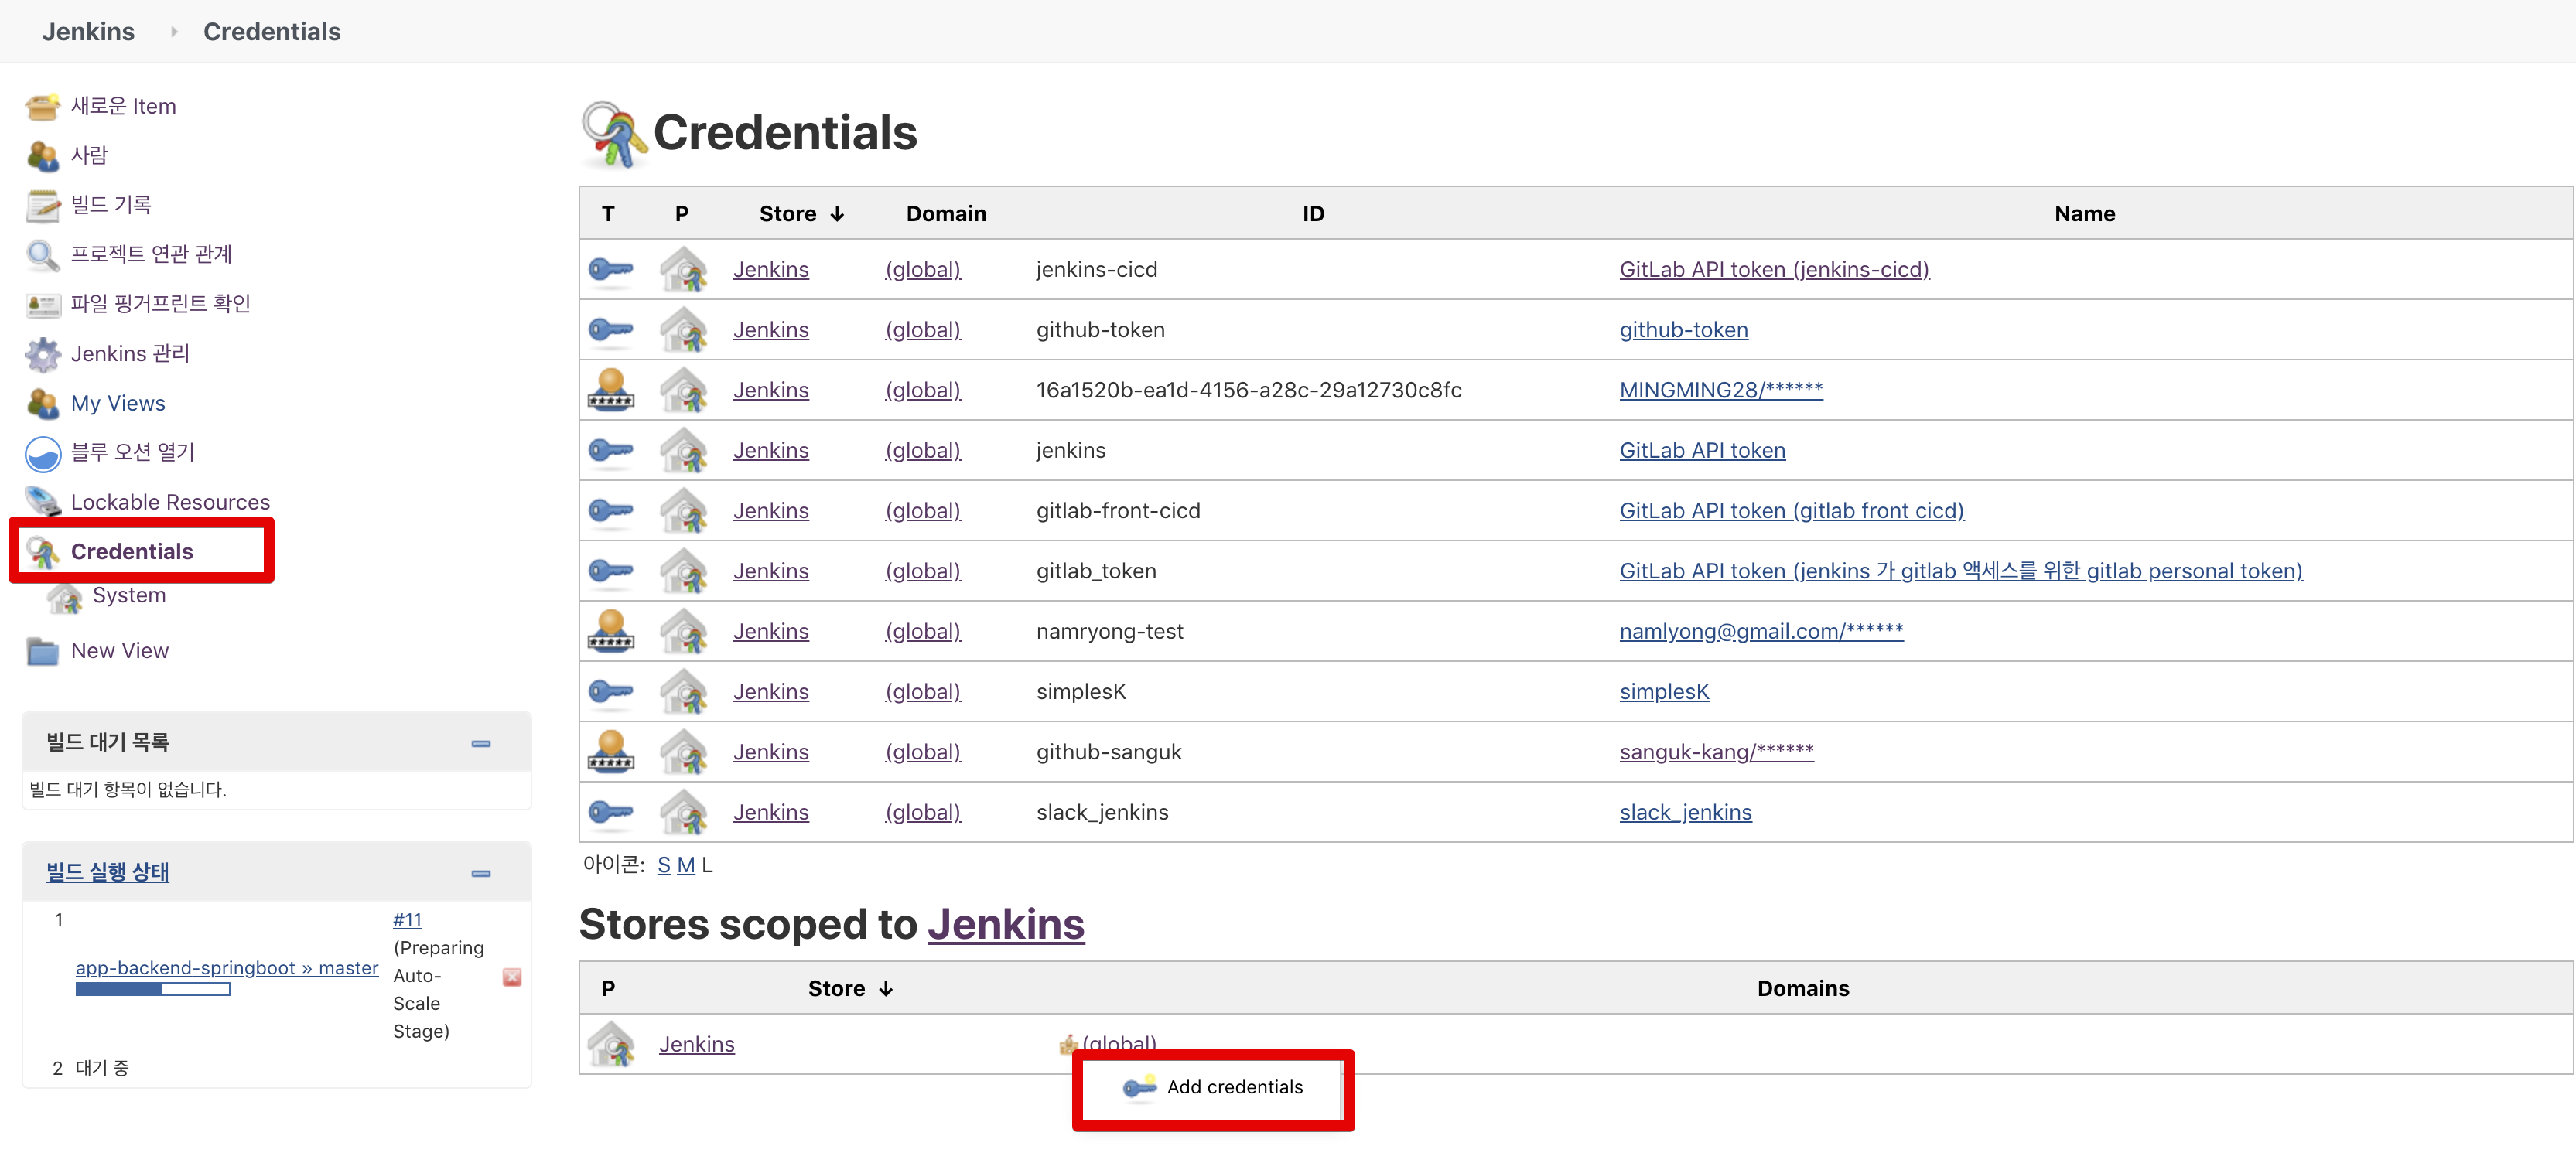 Jenkins Credentials
새로운 Item
사람
빌드 기록
프로젝트 연관 관계
파일 핑거프린트 확인
Jenkins 관리
My Views
블루 오션 열기
Lockable Resources
Credentials
System
New View
빌드 대기 목록
빌드 대기 항목이 없습니다.
빌드 실행 상태
1 app-backend-springboot » master #11
(Preparing
Auto-
Scale
Stage)
2 대기 중
Credentials
T P Store ↓ Domain ID Name
Jenkins (global) jenkins-cicd GitLab API token (jenkins-cicd)
Jenkins (global) github-token github-token
Jenkins (global) 16a1520b-ea1d-4156-a28c-29a12730c8fc MINGMING28/******
Jenkins (global) jenkins GitLab API token
Jenkins (global) gitlab-front-cicd GitLab API token (gitlab front cicd)
Jenkins (global) gitlab_token GitLab API token (jenkins 가 gitlab 액세스를 위한 gitlab personal token)
Jenkins (global) namryong-test namlyong@gmail.com/******
Jenkins (global) simplesK simplesK
Jenkins (global) github-sanguk sanguk-kang/******
Jenkins (global) slack_jenkins slack_jenkins
아이콘: S M L
Stores scoped to Jenkins
P Store ↓ Domains
Jenkins (global)
Add credentials